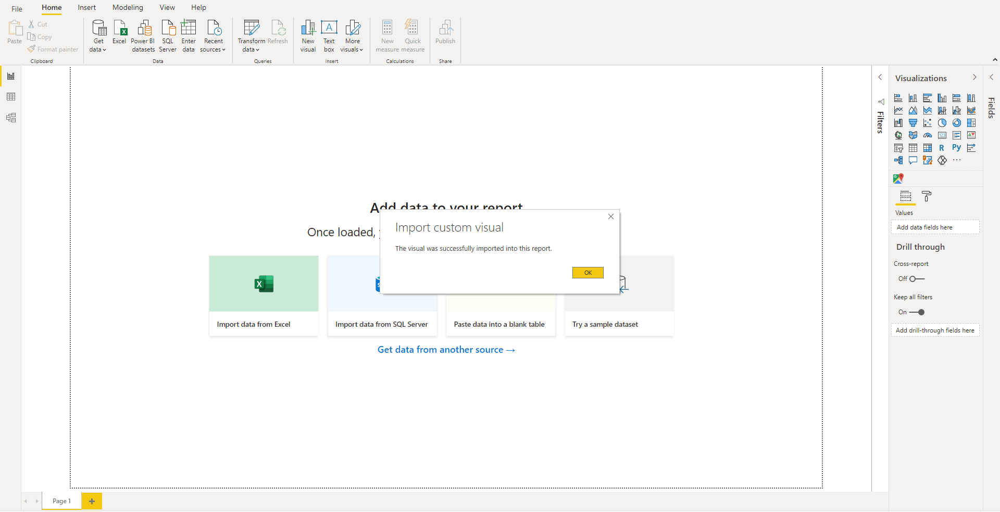 File
Home
Insert
Modeling
View
Help
Paste
Cut
Copy
Format painter
Clipboard
Get data
Excel
Power BI datasets
SQL Server
Enter data
Recent sources
Data
Transform data
Refresh
Queries
New visual
Text box
More visuals
Insert
New measure
Quick measure
Calculations
Publish
Share
Filters
Visualizations
Fields
123
R
Py
Values
Add data fields here
Drill through
Cross-report
Off
Keep all filters
On
Add drill-through fields here
Add data to your report
Once loaded,
Import custom visual
The visual was successfully imported into this report.
OK
Import data from Excel
Import data from SQL Server
Paste data into a blank table
Try a sample dataset
Get data from another source →
Page 1